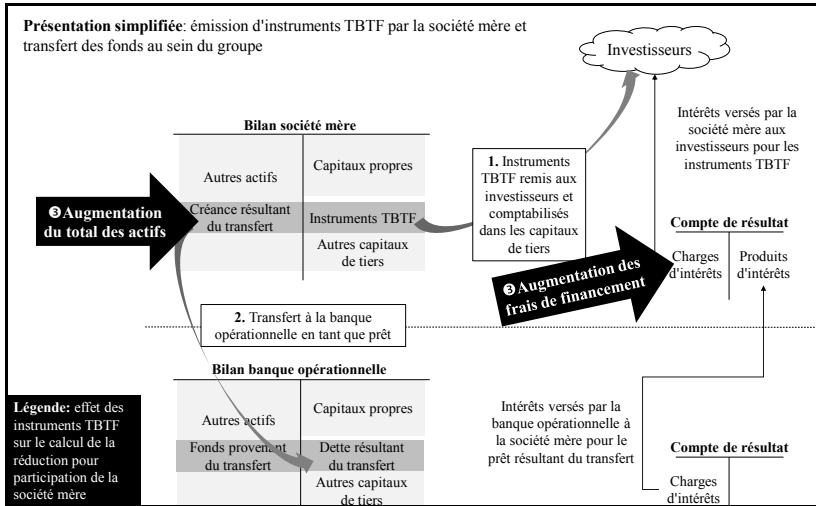 Présentation simplifiée: émission d'instruments TBTF par la société mère et
transfert des fonds au sein du groupe
Investisseurs
Bilan société mère
Autres actifs
Capitaux propres
Créance résultant
du transfert
Instruments TBTF
Autres capitaux
de tiers
❸Augmentation
du total des actifs
1. Instruments
TBTF remis aux
investisseurs et
comptabilisés
dans les capitaux
de tiers
Intérêts versés par la
société mère aux
investisseurs pour les
instruments TBTF
Compte de résultat
Charges
d'intérêts
Produits
d'intérêts
❸Augmentation des
frais de financement
2. Transfert à la banque
opérationnelle en tant que prêt
Bilan banque opérationnelle
Autres actifs
Capitaux propres
Fonds provenant
du transfert
Dette résultant
du transfert
Autres capitaux
de tiers
Légende: effet des
instruments TBTF
sur le calcul de la
réduction pour
participation de la
société mère
Intérêts versés par la
banque opérationnelle à
la société mère pour le
prêt résultant du transfert
Compte de résultat
Charges
d'intérêts